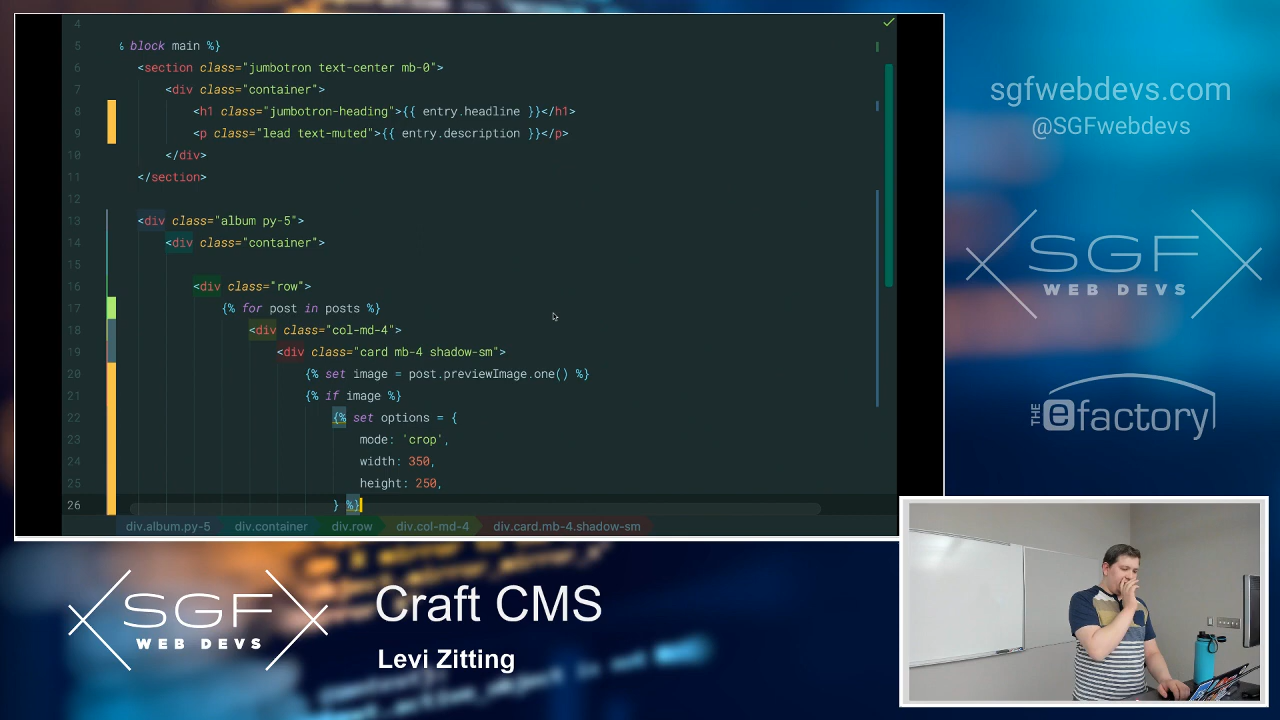 4
5 block main %}
6 <section class="jumbotron text-center mb-0">
7 <div class="container">
8 <h1 class="jumbotron-heading">{{ entry.headline }}</h1>
9 <p class="lead text-muted">{{ entry.description }}</p>
10 </div>
11 </section>
12
13 <div class="album py-5">
14 <div class="container">
15
16 <div class="row">
17 {% for post in posts %}
18 <div class="col-md-4">
19 <div class="card mb-4 shadow-sm">
20 {% set image = post.previewImage.one() %}
21 {% if image %}
22 {% set options = {
23 mode: 'crop',
24 width: 350,
25 height: 250,
26 } %}
div.album.py-5 div.container div.row div.col-md-4 div.card.mb-4.shadow-sm
sgfwebdevs.com
@SGFwebdevs
SGF
WEB DEVS
THE efactory
SGF
WEB DEVS
Craft CMS
Levi Zitting